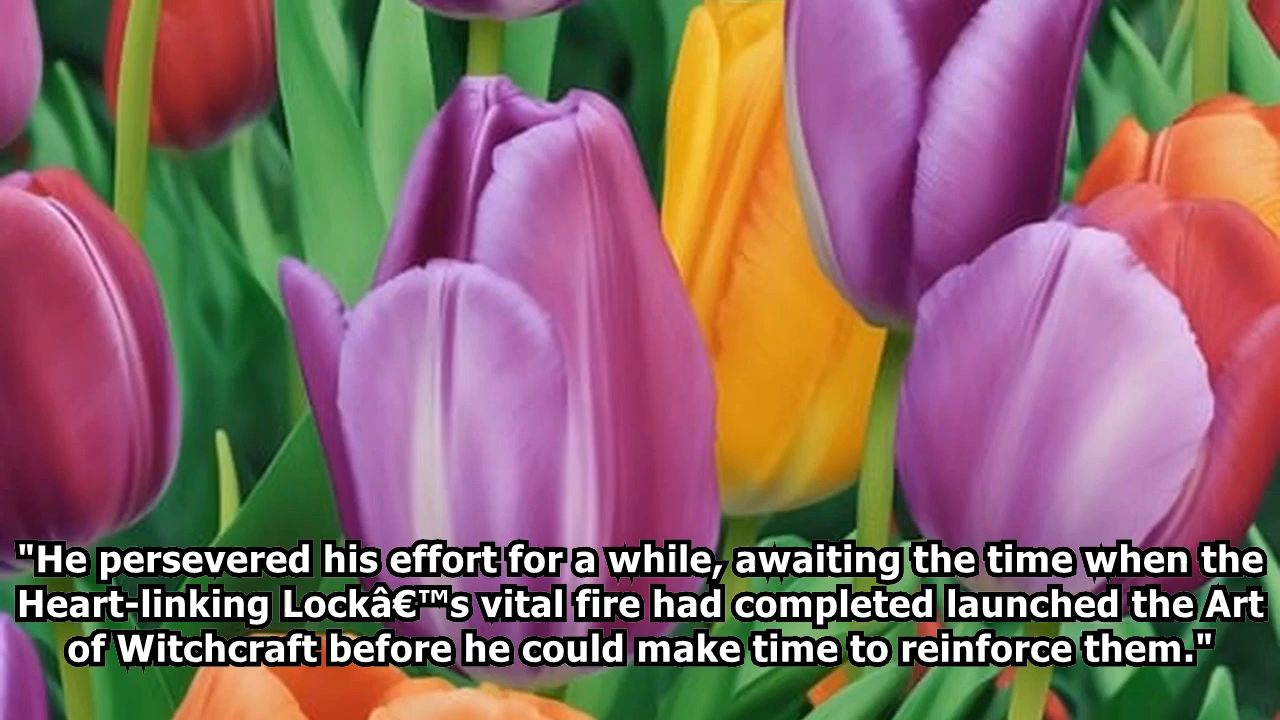 "He persevered his effort for a while, awaiting the time when the
Heart-linking Lockâ€™s vital fire had completed launched the Art
of Witchcraft before he could make time to reinforce them."